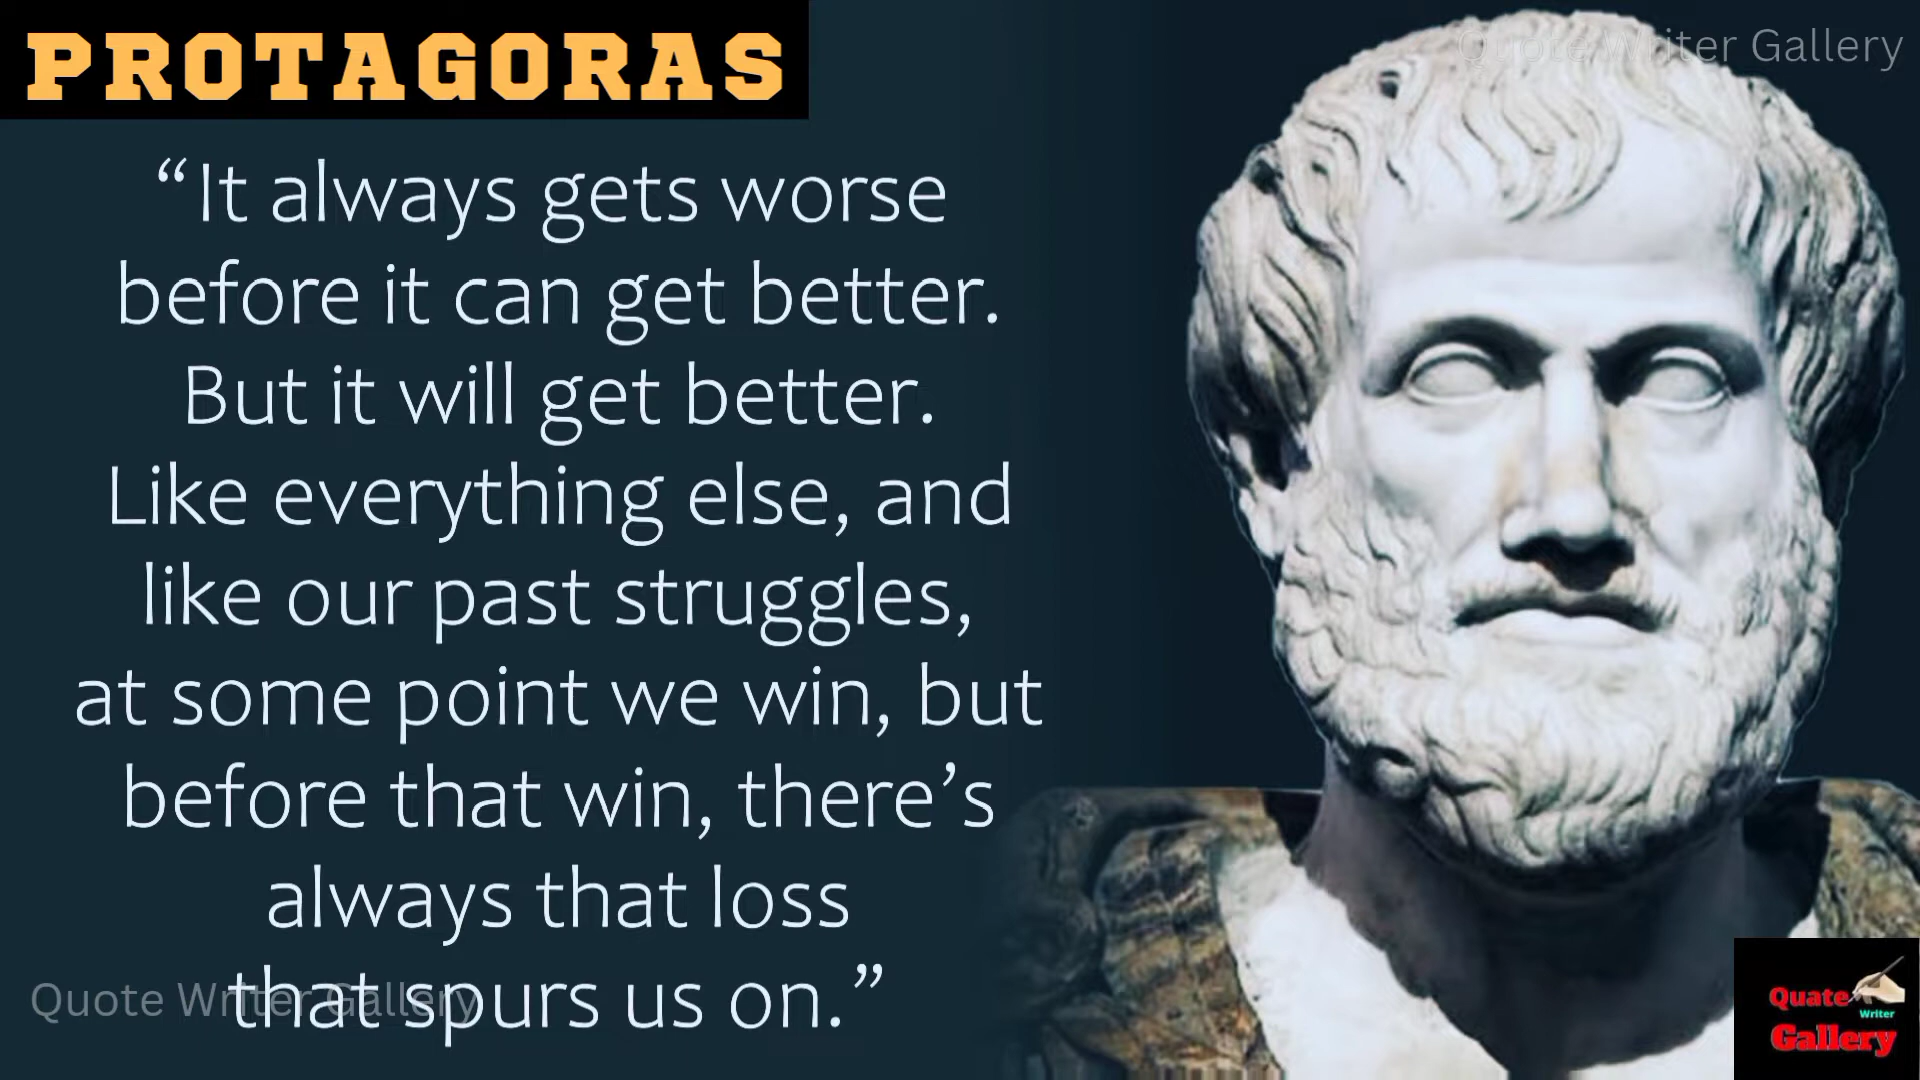 PROTAGORAS
Quote Writer Gallery
“It always gets worse
before it can get better.
But it will get better.
Like everything else, and
like our past struggles,
at some point we win, but
before that win, there’s
always that loss
that spurs us on.”
Quote Writer Gallery
Quate
Writer
Gallery